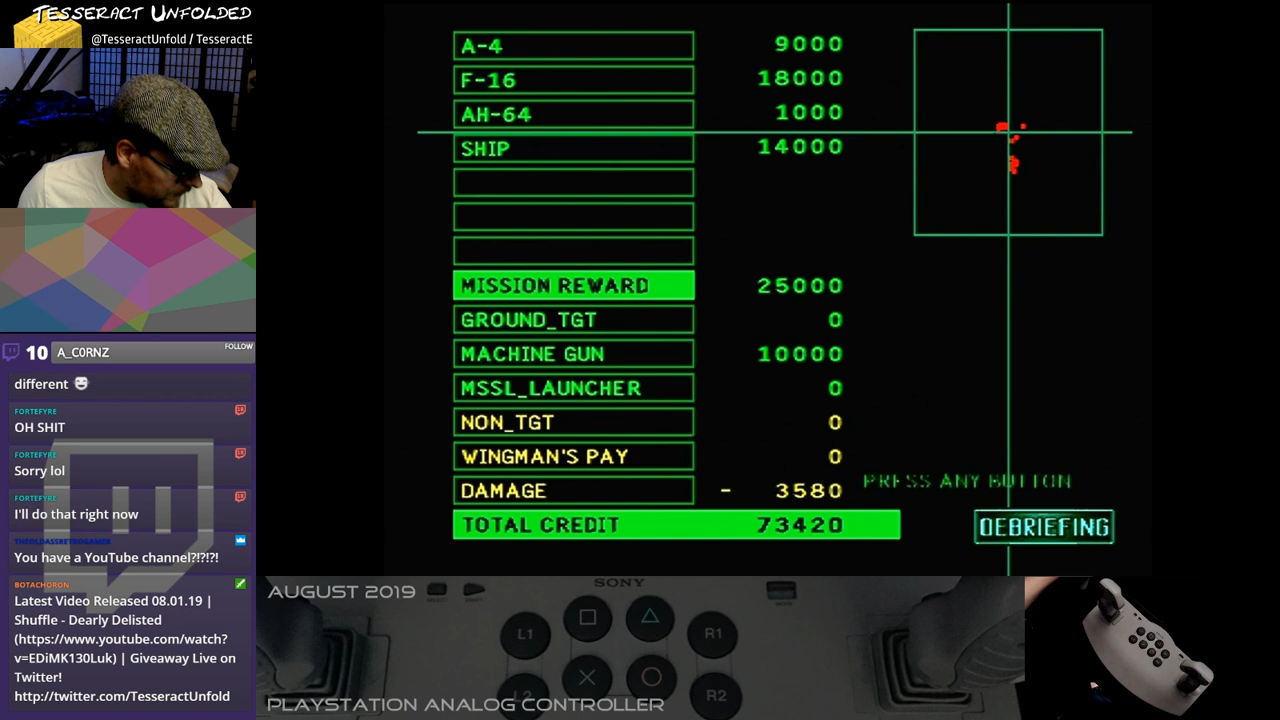 TESSERACT UNFOLDED
@TesseractUnfold / TesseractE
10 A_C0RNZ FOLLOW
different
FORTEFYRE
OH SHIT
FORTEFYRE
Sorry lol
FORTEFYRE
I'll do that right now
THEOLDASSRETROGAMER
You have a YouTube channel?!?!?!
BOTACHORON
Latest Video Released 08.01.19 |
Shuffle - Dearly Delisted
(https://www.youtube.com/watch?
v=EDiMK130Luk) | Giveaway Live on
Twitter!
http://twitter.com/TesseractUnfold
A-4 9000
F-16 18000
AH-64 1000
SHIP 14000
MISSION REWARD 25000
GROUND_TGT 0
MACHINE GUN 10000
MSSL_LAUNCHER 0
NON_TGT 0
WINGMAN'S PAY 0
DAMAGE - 3580
PRESS ANY BUTTON
TOTAL CREDIT 73420
DEBRIEFING
AUGUST 2019
SONY
L1
R1
L2
R2
PLAYSTATION ANALOG CONTROLLER